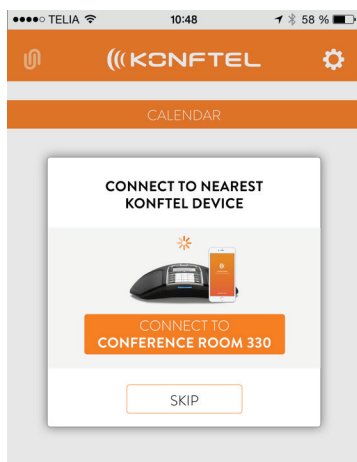 TELIA 10:48 58 %
KONFTEL
CALENDAR
CONNECT TO NEAREST
KONFTEL DEVICE
CONNECT TO
CONFERENCE ROOM 330
SKIP